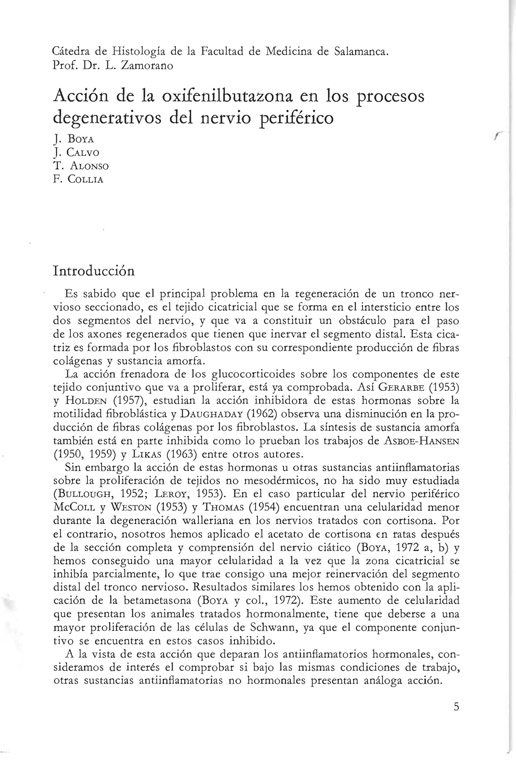 Cátedra de Histología de la Facultad de Medicina de Salamanca.
Prof. Dr. L. Zamorano
Acción de la oxifenilbutazona en los procesos
degenerativos del nervio periférico
J. Boya
J. Calvo
T. Alonso
F. Collia
Introducción
Es sabido que el principal problema en la regeneración de un tronco ner-
vioso seccionado, es el tejido cicatricial que se forma en el intersticio entre los
dos segmentos del nervio, y que va a constituir un obstáculo para el paso
de los axones regenerados que tienen que inervar el segmento distal. Esta cica-
triz es formada por los fibroblastos con su correspondiente producción de fibras
colágenas y sustancia amorfa.
La acción frenadora de los glucocorticoides sobre los componentes de este
tejido conjuntivo que va a proliferar, está ya comprobada. Así Gerarbe (1953)
y Holden (1957), estudian la acción inhibidora de estas hormonas sobre la
motilidad fibroblástica y Daughaday (1962) observa una disminución en la pro-
ducción de fibras colágenas por los fibroblastos. La síntesis de sustancia amorfa
también está en parte inhibida como lo prueban los trabajos de Asboe-Hansen
(1950, 1959) y Likas (1963) entre otros autores.
Sin embargo la acción de estas hormonas u otras sustancias antiinflamatorias
sobre la proliferación de tejidos no mesodérmicos, no ha sido muy estudiada
(Bullough, 1952; Leroy, 1953). En el caso particular del nervio periférico
McColl y Weston (1953) y Thomas (1954) encuentran una celularidad menor
durante la degeneración walleriana en los nervios tratados con cortisona. Por
el contrario, nosotros hemos aplicado el acetato de cortisona en ratas después
de la sección completa y comprensión del nervio ciático (Boya, 1972 a, b) y
hemos conseguido una mayor celularidad a la vez que la zona cicatricial se
inhibía parcialmente, lo que trae consigo una mejor reinervación del segmento
distal del tronco nervioso. Resultados similares los hemos obtenido con la apli-
cación de la betametasona (Boya y col., 1972). Este aumento de celularidad
que presentan los animales tratados hormonalmente, tiene que deberse a una
mayor proliferación de las células de Schwann, ya que el componente conjun-
tivo se encuentra en estos casos inhibido.
A la vista de esta acción que deparan los antiinflamatorios hormonales, con-
sideramos de interés el comprobar si bajo las mismas condiciones de trabajo,
otras sustancias antiinflamatorias no hormonales presentan análoga acción.
5